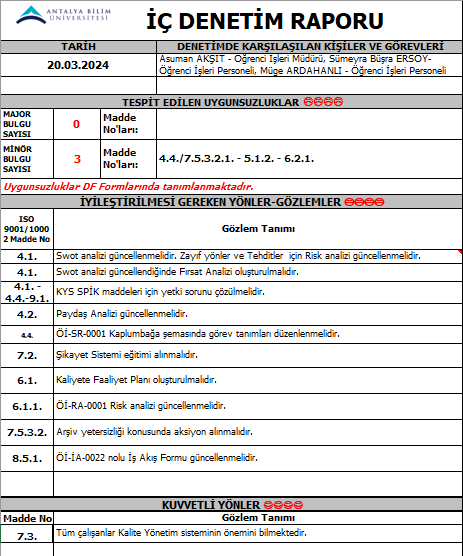 ANTALYA BİLİM
ÜNİVERSİTESİ
İÇ DENETİM RAPORU
TARİH
DENETİMDE KARŞILAŞILAN KİŞİLER VE GÖREVLERİ
20.03.2024
Asuman AKŞİT - Öğrenci İşleri Müdürü, Sümeyra Büşra ERSOY-
Öğrenci İşleri Personeli, Müge ARDAHANLI - Öğrenci İşleri Personeli
TESPİT EDİLEN UYGUNSUZLUKLAR
MAJOR
BULGU
SAYISI
0
Madde
No'ları:
MİNÖR
BULGU
SAYISI
3
Madde
No'ları:
4.4./7.5.3.2.1. - 5.1.2. - 6.2.1.
Uygunsuzluklar DF Formlarında tanımlanmaktadır.
İYİLEŞTİRİLMESİ GEREKEN YÖNLER-GÖZLEMLER
ISO
9001/1000
2 Madde No
Gözlem Tanımı
4.1.
Swot analizi güncellenmelidir. Zayıf yönler ve Tehditler için Risk analizi güncellenmelidir.
4.1.
Swot analizi güncellendiğinde Fırsat Analizi oluşturulmalıdır.
4.1. -
4.4.-9.1.
KYS SPİK maddeleri için yetki sorunu çözülmelidir.
4.2.
Paydaş Analizi güncellenmelidir.
4.4.
Öİ-SR-0001 Kaplumbağa şemasında görev tanımları düzenlenmelidir.
7.2.
Şikayet Sistemi eğitimi alınmalıdır.
6.1.
Kaliyete Faaliyet Planı oluşturulmalıdır.
6.1.1.
Öİ-RA-0001 Risk analizi güncellenmelidir.
7.5.3.2.
Arşiv yetersizliği konusunda aksiyon alınmalıdır.
8.5.1.
Öİ-İA-0022 nolu İş Akış Formu güncellenmelidir.
KUVVETLİ YÖNLER
Madde No
Gözlem Tanımı
7.3.
Tüm çalışanlar Kalite Yönetim sisteminin önemini bilmektedir.